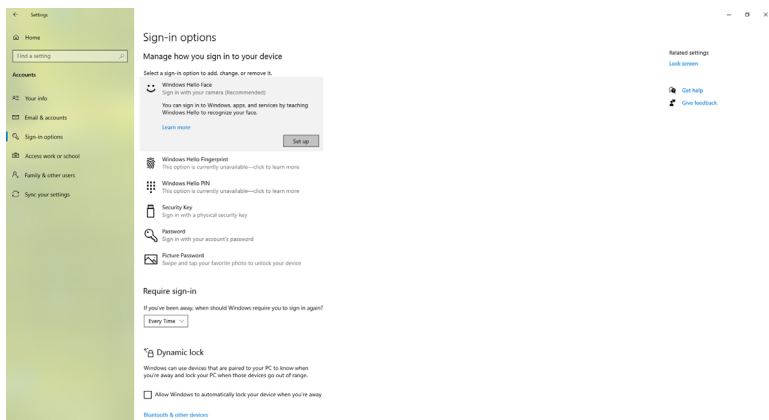 Settings
Home
Find a setting
Accounts
Your info
Email & accounts
Sign-in options
Access work or school
Family & other users
Sync your settings
Sign-in options
Manage how you sign in to your device
Select a sign-in option to add, change, or remove it.
Windows Hello Face
Sign in with your camera (Recommended)
You can sign in to Windows, apps, and services by teaching
Windows Hello to recognize your face.
Learn more
Set up
Windows Hello Fingerprint
This option is currently unavailable—click to learn more
Windows Hello PIN
This option is currently unavailable—click to learn more
Security Key
Sign in with a physical security key
Password
Sign in with your account's password
Picture Password
Swipe and tap your favorite photo to unlock your device
Require sign-in
If you've been away, when should Windows require you to sign in again?
Every Time
Dynamic lock
Windows can use devices that are paired to your PC to know when
you're away and lock your PC when those devices go out of range.
Allow Windows to automatically lock your device when you're away
Bluetooth & other devices
Related settings
Lock screen
Get help
Give feedback